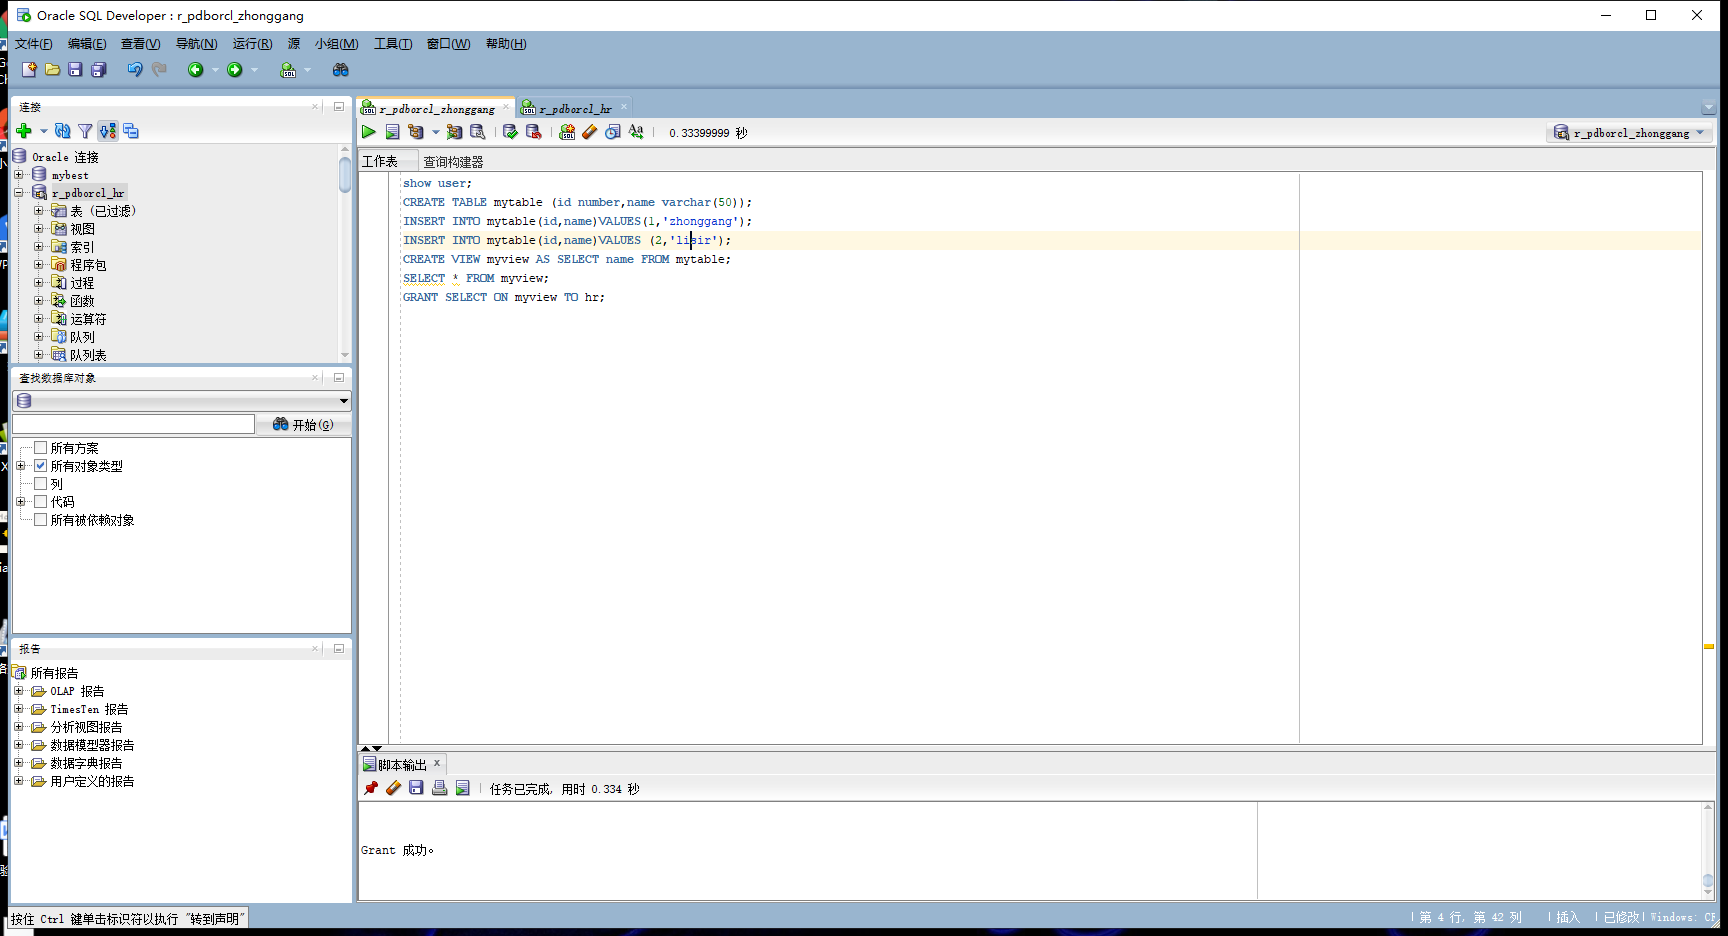 Oracle SQL Developer : r_pdborcl_zhonggang
文件(F) 编辑(E) 查看(V) 导航(N) 运行(R) 源 小组(M) 工具(T) 窗口(W) 帮助(H)
连接
Oracle 连接
mybest
r_pdborcl_hr
表 (已过滤)
视图
索引
程序包
过程
函数
运算符
队列
队列表
查找数据库对象
开始(G)
所有方案
所有对象类型
列
代码
所有被依赖对象
报告
所有报告
OLAP 报告
TimesTen 报告
分析视图报告
数据模型器报告
数据字典报告
用户定义的报告
r_pdborcl_zhonggang r_pdborcl_hr
0.33399999 秒
r_pdborcl_zhonggang
工作表 查询构建器
show user;
CREATE TABLE mytable (id number,name varchar(50));
INSERT INTO mytable(id,name)VALUES(1,'zhonggang');
INSERT INTO mytable(id,name)VALUES (2,'lisir');
CREATE VIEW myview AS SELECT name FROM mytable;
SELECT * FROM myview;
GRANT SELECT ON myview TO hr;
脚本输出
任务已完成, 用时 0.334 秒
Grant 成功。
按住 Ctrl 键单击标识符以执行 "转到声明"
第 4 行, 第 42 列 插入 已修改 Windows: CF